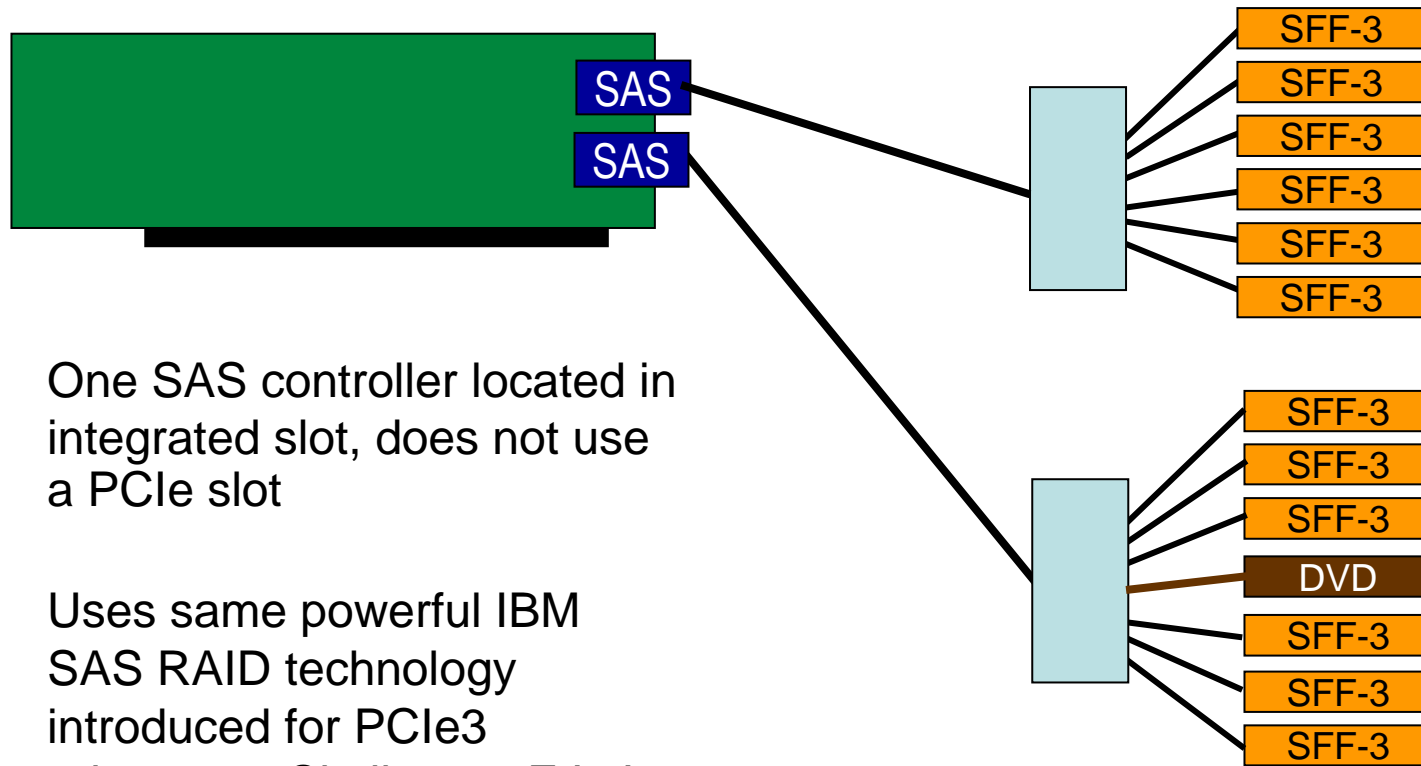 SAS
SAS
SFF-3
SFF-3
SFF-3
SFF-3
SFF-3
SFF-3
One SAS controller located in
integrated slot, does not use
a PCIe slot
Uses same powerful IBM
SAS RAID technology
introduced for PCIe3
SFF-3
SFF-3
SFF-3
DVD
SFF-3
SFF-3
SFF-3